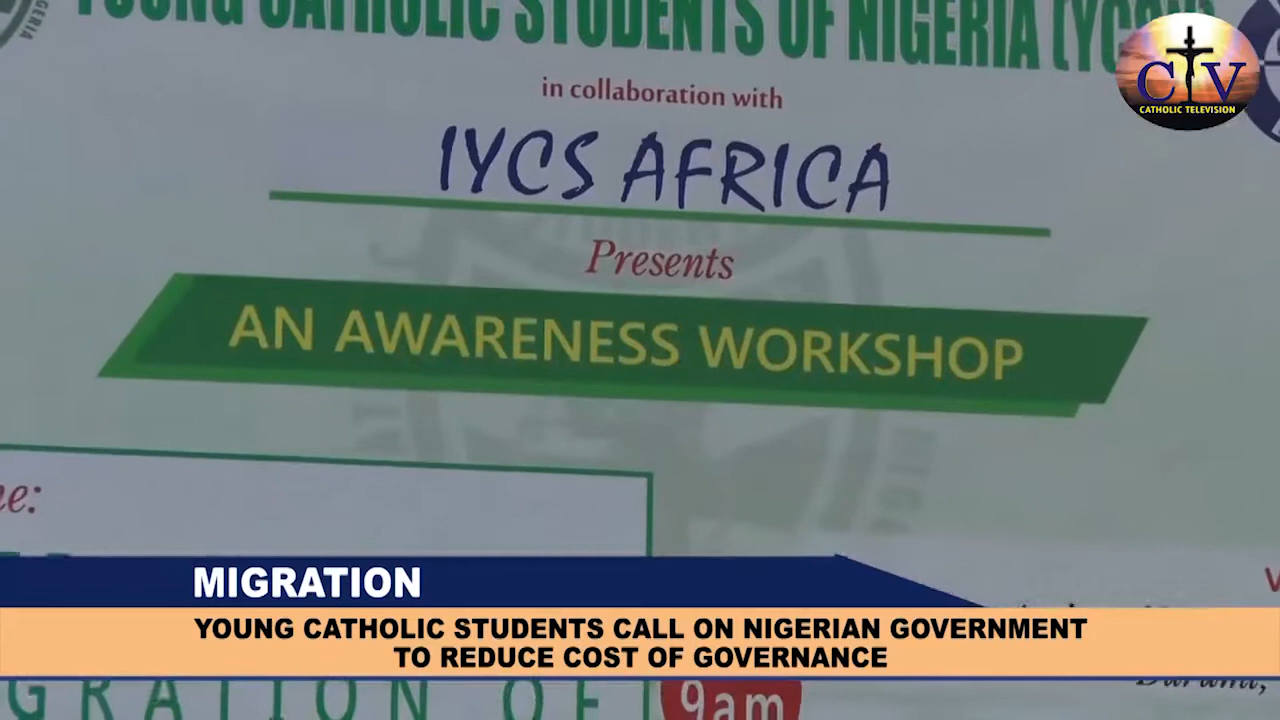 YOUNG CATHOLIC STUDENTS OF NIGERIA
in collaboration with
CTV
CATHOLIC TELEVISION
IYCS AFRICA
Presents
AN AWARENESS WORKSHOP
MIGRATION
YOUNG CATHOLIC STUDENTS CALL ON NIGERIAN GOVERNMENT
TO REDUCE COST OF GOVERNANCE
9am